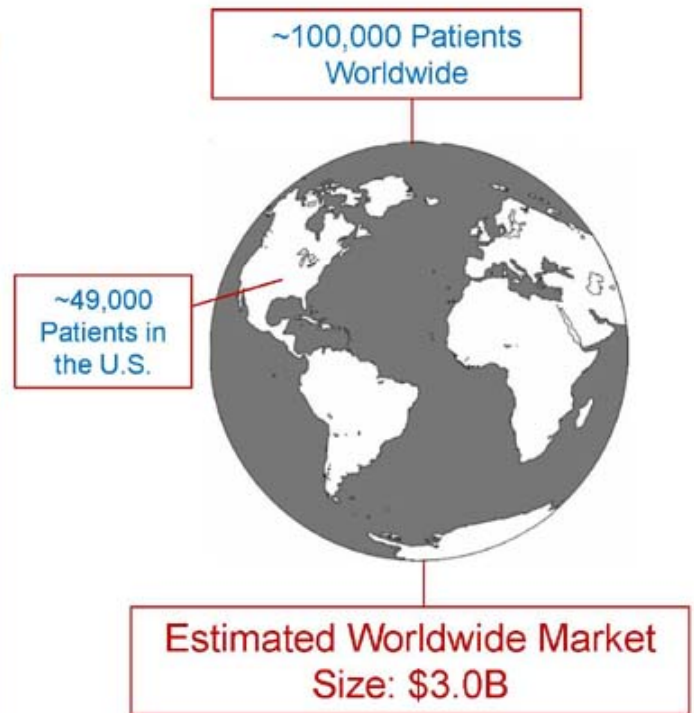 ~100,000 Patients
Worldwide
~49,000
Patients in
the U.S.
Estimated Worldwide Market
Size: $3.0B